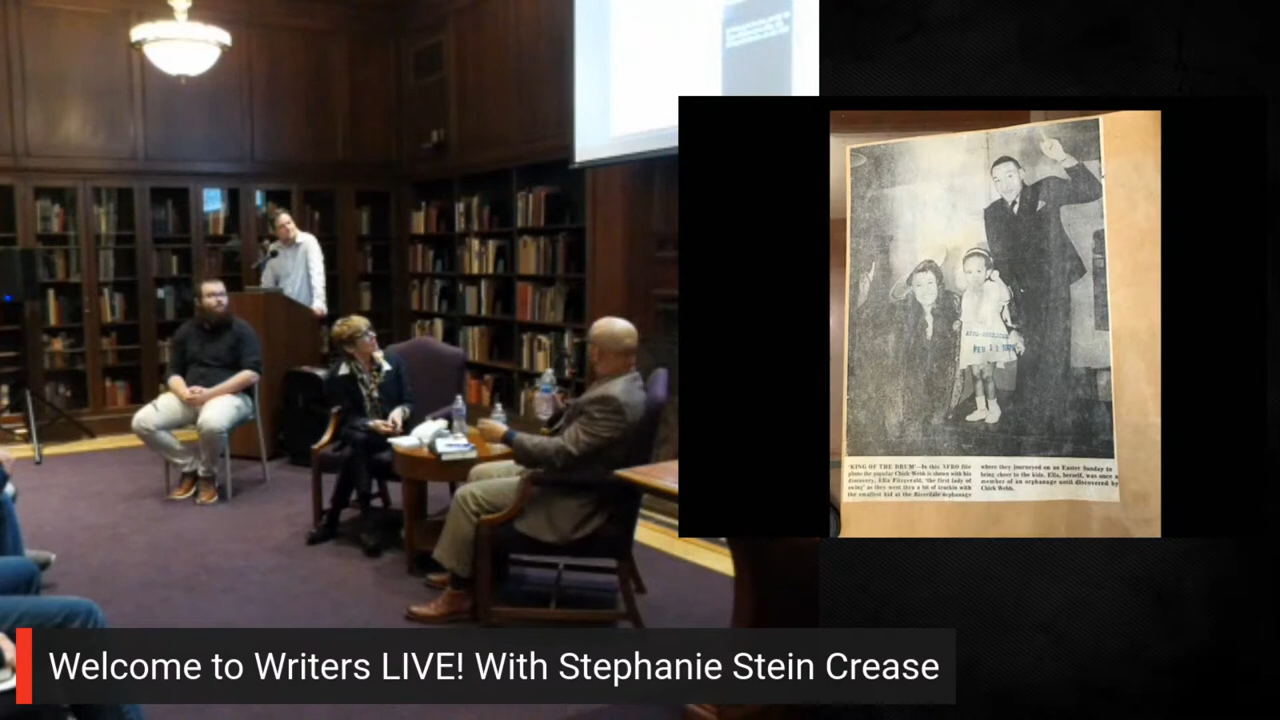 'KING OF THE DRUM'—In this AFRO file
photo the popular Chick Webb is shown with his
discovery, Ella Fitzgerald, 'the first lady of
swing' as they went thru a bit of truckin with
the smallest kid at the Riverdale orphanage
where they journeyed on an Easter Sunday to
bring cheer to the kids. Ella, herself, was once a
member of an orphanage until discovered by
Chick Webb.
Welcome to Writers LIVE! With Stephanie Stein Crease